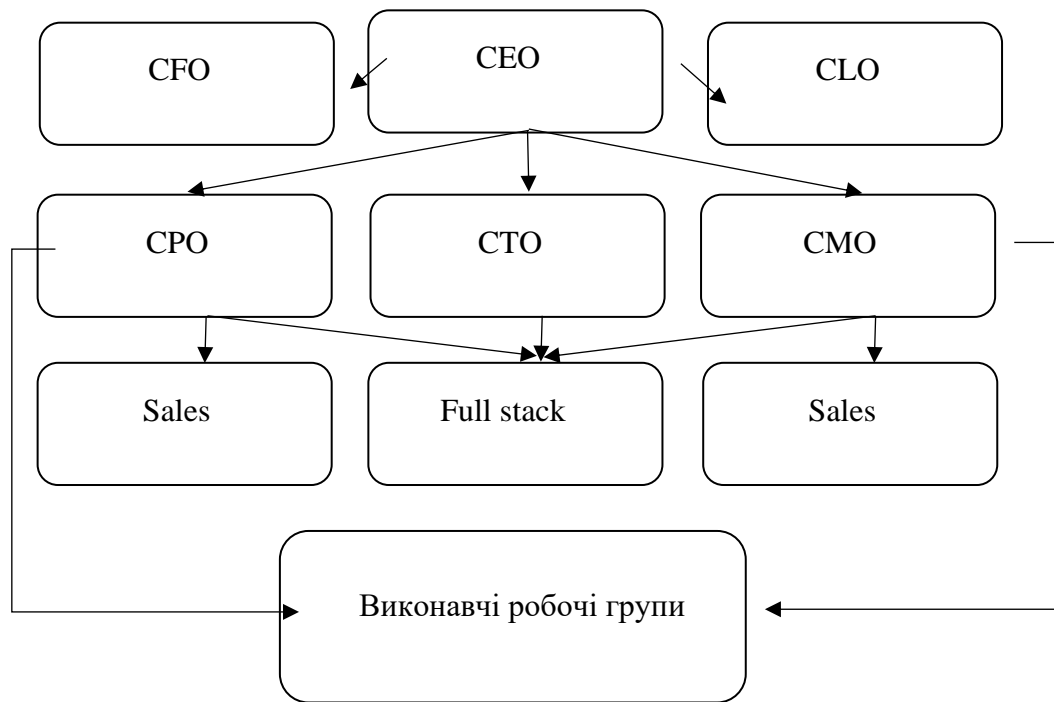 CFO
CEO
CLO
CPO
CTO
CMO
Sales
Full stack
Sales
Виконавчі робочі групи